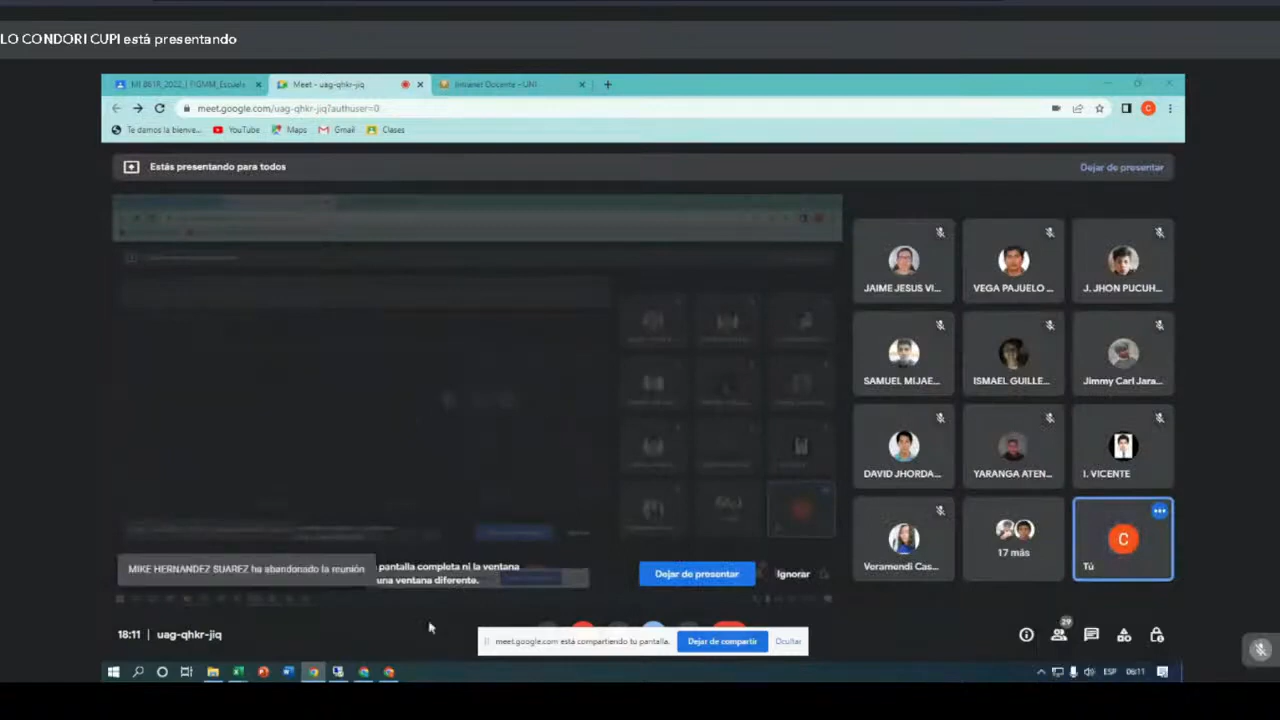 LO CONDORI CUPI está presentando
MI 861R_2022_I FIGMM_Escuela
Meet - uag-qhkr-jiq
Intranet Docente - UNI
meet.google.com/uag-qhkr-jiq?authuser=0
Te damos la bienve...
YouTube
Maps
Gmail
Clases
Estás presentando para todos
Dejar de presentar
JAIME JESUS VI...
VEGA PAJUELO ...
J. JHON PUCUH...
SAMUEL MIJAE...
ISMAEL GUILLE...
Jimmy Carl Jara...
DAVID JHORDA...
YARANGA ATEN...
I. VICENTE
Veramendi Cas...
17 más
C
Tú
MIKE HERNANDEZ SUAREZ ha abandonado la reunión
pantalla completa ni la ventana
una ventana diferente.
Dejar de presentar
Ignorar
18:11
uag-qhkr-jiq
meet.google.com está compartiendo tu pantalla.
Dejar de compartir
Ocultar
29
ESP
06:11